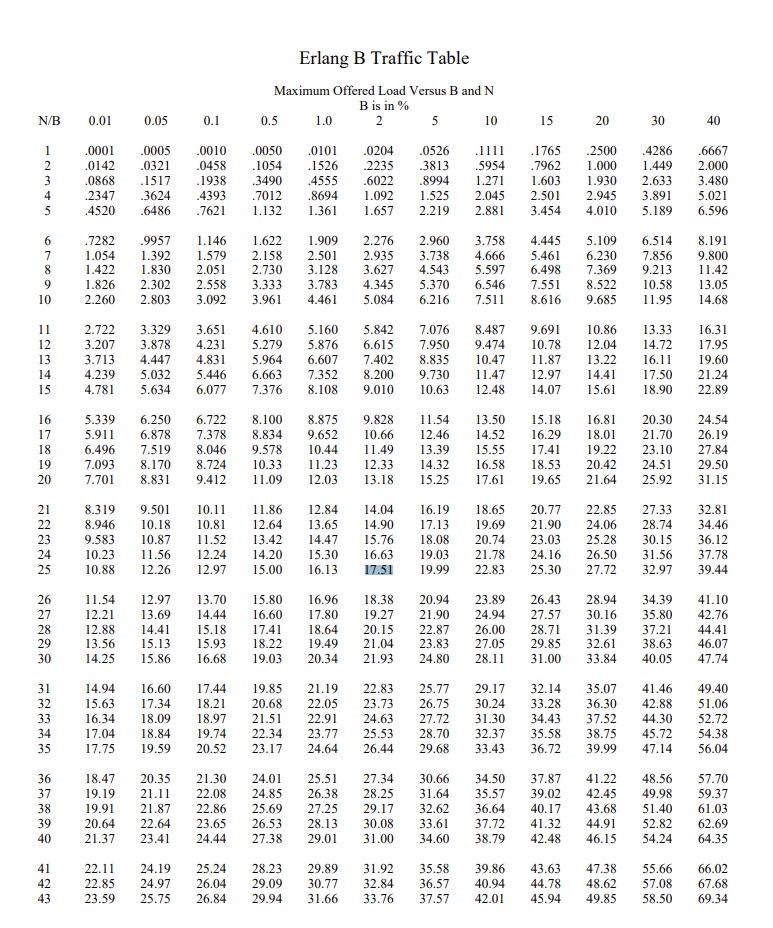 Erlang B Traffic Table
Maximum Offered Load Versus B and N
B is in %
N/B 0.01 0.05 0.1 0.5 1.0 2 5 10 15 20 30 40
1 .0001 .0005 .0010 .0050 .0101 .0204 .0526 .1111 .1765 .2500 .4286 .6667
2 .0142 .0321 .0458 .1054 .1526 .2235 .3813 .5954 .7962 1.000 1.449 2.000
3 .0868 .1517 .1938 .3490 .4555 .6022 .8994 1.271 1.603 1.930 2.633 3.480
4 .2347 .3624 .4393 .7012 .8694 1.092 1.525 2.045 2.501 2.945 3.891 5.021
5 .4520 .6486 .7621 1.132 1.361 1.657 2.219 2.881 3.454 4.010 5.189 6.596
6 .7282 .9957 1.146 1.622 1.909 2.276 2.960 3.758 4.445 5.109 6.514 8.191
7 1.054 1.392 1.579 2.158 2.501 2.935 3.738 4.666 5.461 6.230 7.856 9.800
8 1.422 1.830 2.051 2.730 3.128 3.627 4.543 5.597 6.498 7.369 9.213 11.42
9 1.826 2.302 2.558 3.333 3.783 4.345 5.370 6.546 7.551 8.522 10.58 13.05
10 2.260 2.803 3.092 3.961 4.461 5.084 6.216 7.511 8.616 9.685 11.95 14.68
11 2.722 3.329 3.651 4.610 5.160 5.842 7.076 8.487 9.691 10.86 13.33 16.31
12 3.207 3.878 4.231 5.279 5.876 6.615 7.950 9.474 10.78 12.04 14.72 17.95
13 3.713 4.447 4.831 5.964 6.607 7.402 8.835 10.47 11.87 13.22 16.11 19.60
14 4.239 5.032 5.446 6.663 7.352 8.200 9.730 11.47 12.97 14.41 17.50 21.24
15 4.781 5.634 6.077 7.376 8.108 9.010 10.63 12.48 14.07 15.61 18.90 22.89
16 5.339 6.250 6.722 8.100 8.875 9.828 11.54 13.50 15.18 16.81 20.30 24.54
17 5.911 6.878 7.378 8.834 9.652 10.66 12.46 14.52 16.29 18.01 21.70 26.19
18 6.496 7.519 8.046 9.578 10.44 11.49 13.39 15.55 17.41 19.22 23.10 27.84
19 7.093 8.170 8.724 10.33 11.23 12.33 14.32 16.58 18.53 20.42 24.51 29.50
20 7.701 8.831 9.412 11.09 12.03 13.18 15.25 17.61 19.65 21.64 25.92 31.15
21 8.319 9.501 10.11 11.86 12.84 14.04 16.19 18.65 20.77 22.85 27.33 32.81
22 8.946 10.18 10.81 12.64 13.65 14.90 17.13 19.69 21.90 24.06 28.74 34.46
23 9.583 10.87 11.52 13.42 14.47 15.76 18.08 20.74 23.03 25.28 30.15 36.12
24 10.23 11.56 12.24 14.20 15.30 16.63 19.03 21.78 24.16 26.50 31.56 37.78
25 10.88 12.26 12.97 15.00 16.13 17.51 19.99 22.83 25.30 27.72 32.97 39.44
26 11.54 12.97 13.70 15.80 16.96 18.38 20.94 23.89 26.43 28.94 34.39 41.10
27 12.21 13.69 14.44 16.60 17.80 19.27 21.90 24.94 27.57 30.16 35.80 42.76
28 12.88 14.41 15.18 17.41 18.64 20.15 22.87 26.00 28.71 31.39 37.21 44.41
29 13.56 15.13 15.93 18.22 19.49 21.04 23.83 27.05 29.85 32.61 38.63 46.07
30 14.25 15.86 16.68 19.03 20.34 21.93 24.80 28.11 31.00 33.84 40.05 47.74
31 14.94 16.60 17.44 19.85 21.19 22.83 25.77 29.17 32.14 35.07 41.46 49.40
32 15.63 17.34 18.21 20.68 22.05 23.73 26.75 30.24 33.28 36.30 42.88 51.06
33 16.34 18.09 18.97 21.51 22.91 24.63 27.72 31.30 34.43 37.52 44.30 52.72
34 17.04 18.84 19.74 22.34 23.77 25.53 28.70 32.37 35.58 38.75 45.72 54.38
35 17.75 19.59 20.52 23.17 24.64 26.44 29.68 33.43 36.72 39.99 47.14 56.04
36 18.47 20.35 21.30 24.01 25.51 27.34 30.66 34.50 37.87 41.22 48.56 57.70
37 19.19 21.11 22.08 24.85 26.38 28.25 31.64 35.57 39.02 42.45 49.98 59.37
38 19.91 21.87 22.86 25.69 27.25 29.17 32.62 36.64 40.17 43.68 51.40 61.03
39 20.64 22.64 23.65 26.53 28.13 30.08 33.61 37.72 41.32 44.91 52.82 62.69
40 21.37 23.41 24.44 27.38 29.01 31.00 34.60 38.79 42.48 46.15 54.24 64.35
41 22.11 24.19 25.24 28.23 29.89 31.92 35.58 39.86 43.63 47.38 55.66 66.02
42 22.85 24.97 26.04 29.09 30.77 32.84 36.57 40.94 44.78 48.62 57.08 67.68
43 23.59 25.75 26.84 29.94 31.66 33.76 37.57 42.01 45.94 49.85 58.50 69.34